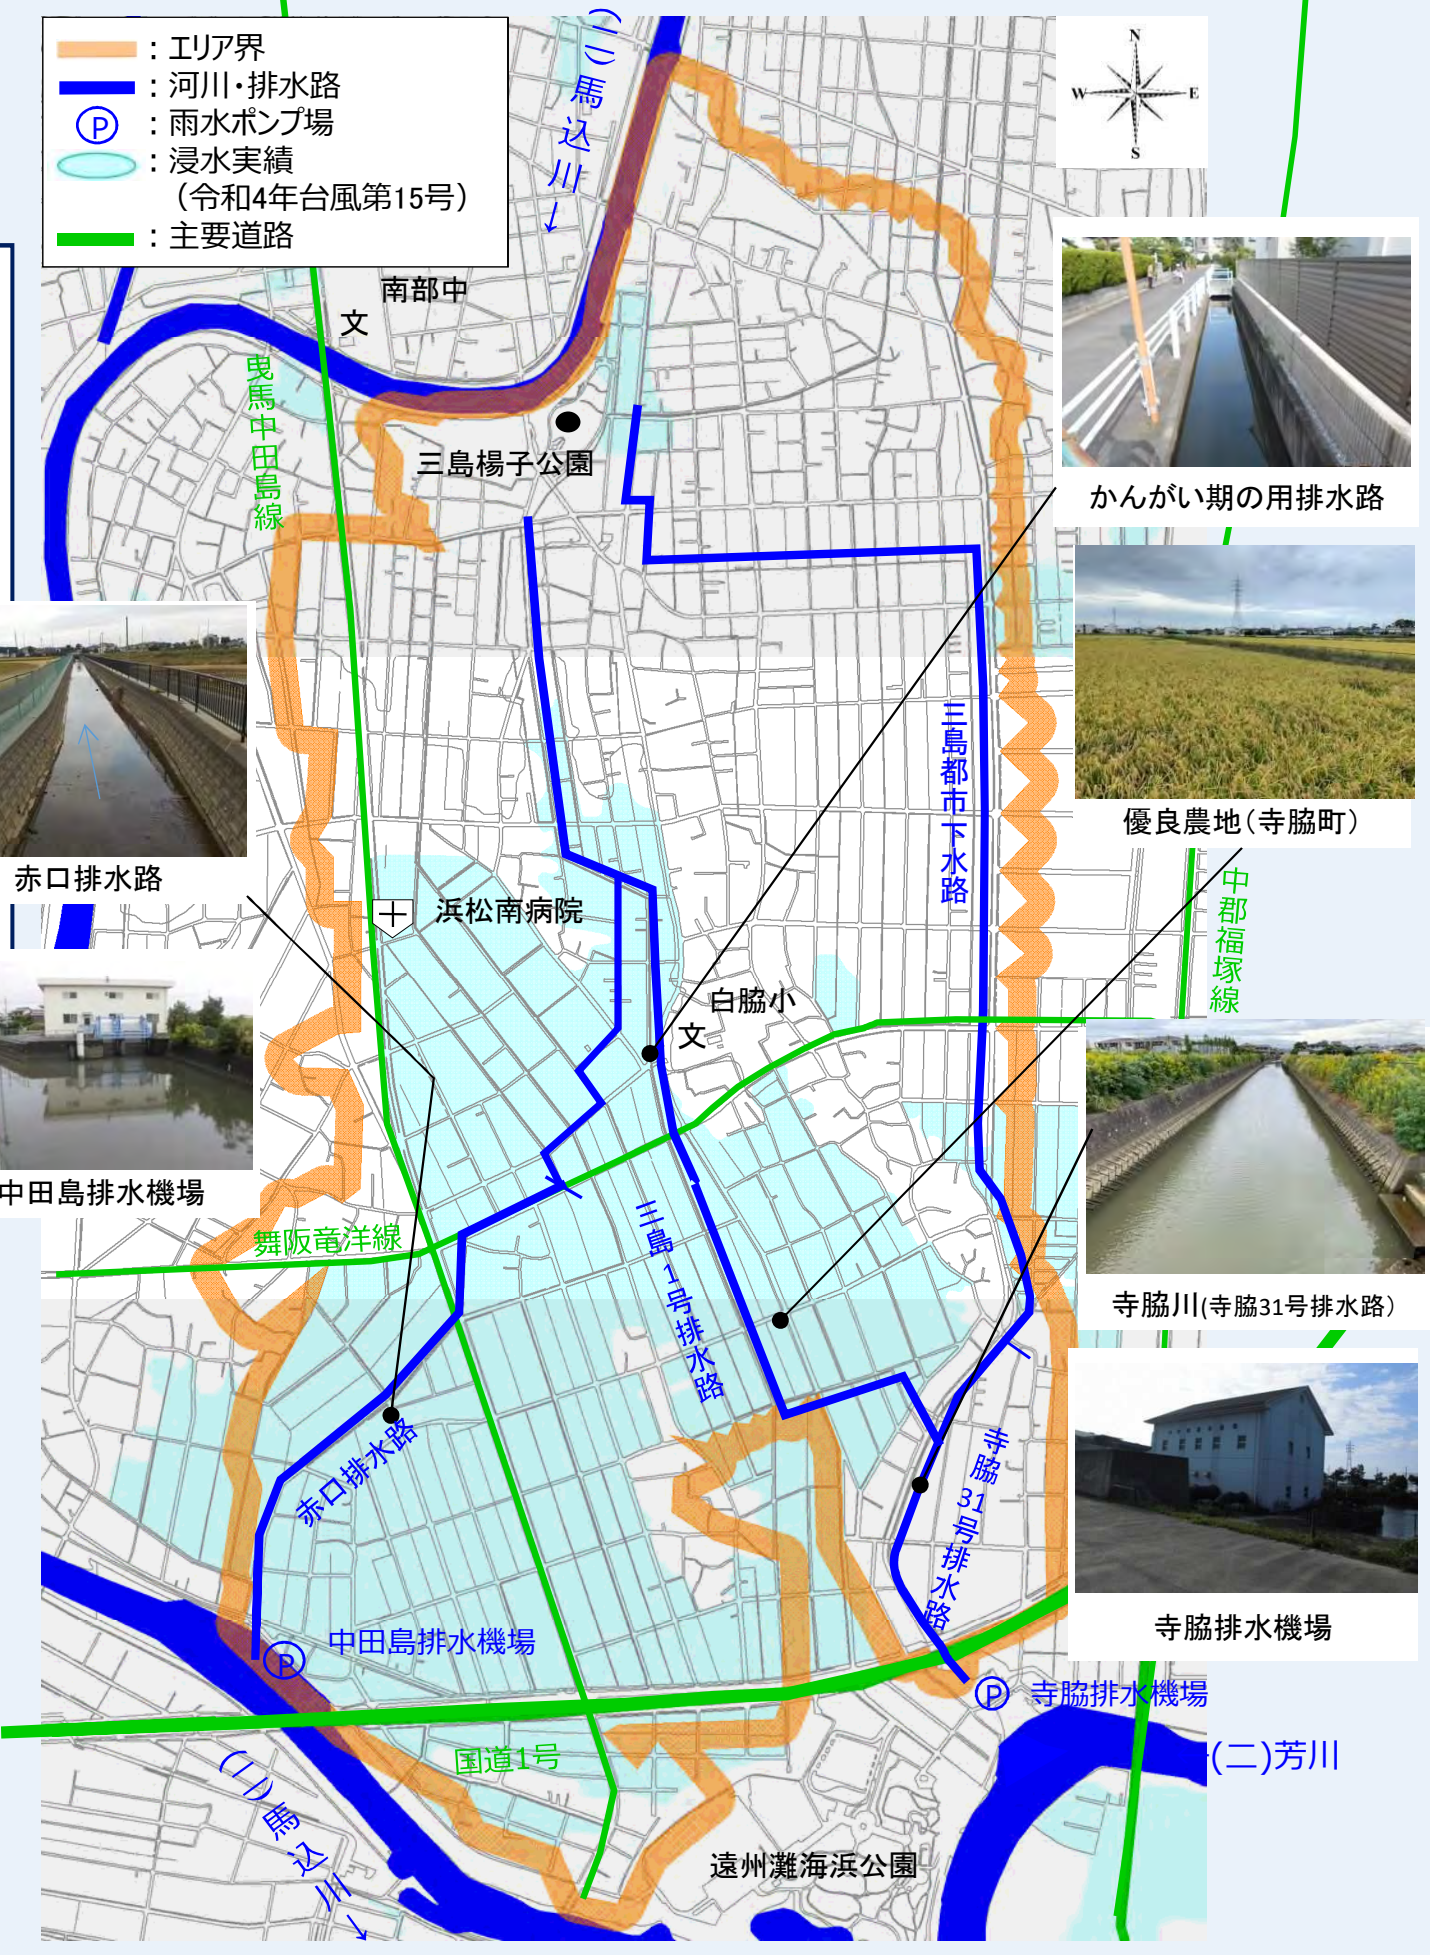 ：エリア界
：河川・排水路
P：雨水ポンプ場
：浸水実績
（令和4年台風第15号）
：主要道路
N
W E
S
(二)馬込川→
南部中
文
曳馬中田島線
三島楊子公園
かんがい期の用排水路
優良農地（寺脇町）
三島都市下水路
赤口排水路
浜松南病院
中郡福塚線
白脇小
文
中田島排水機場
舞阪竜洋線
三島1号排水路
寺脇川(寺脇31号排水路）
赤口排水路
寺脇31号排水路
寺脇排水機場
中田島排水機場
P
P
寺脇排水機場
国道1号
(二)芳川
(二)馬込川→
遠州灘海浜公園